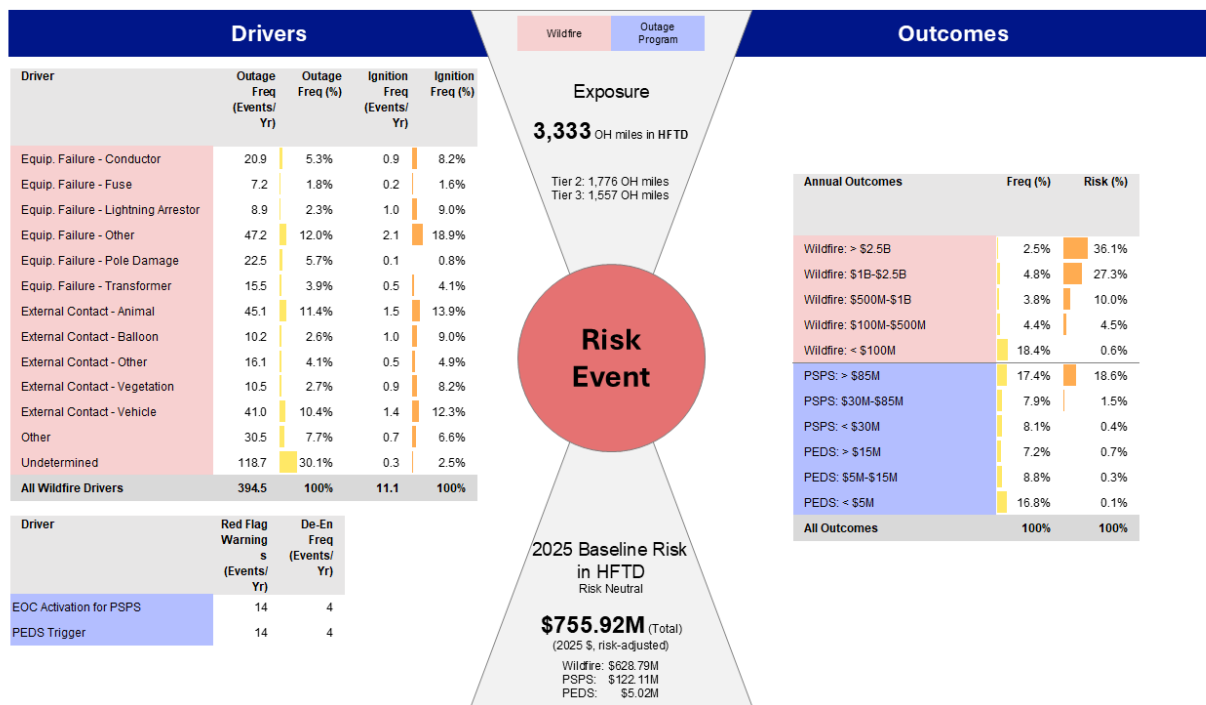 Drivers
Wildfire
Outage Program
Outcomes
Driver Outage Freq (Events/ Yr) Outage Freq (%) Ignition Freq (Events/ Yr) Ignition Freq (%)
Equip. Failure - Conductor 20.9 5.3% 0.9 8.2%
Equip. Failure - Fuse 7.2 1.8% 0.2 1.6%
Equip. Failure - Lightning Arrestor 8.9 2.3% 1.0 9.0%
Equip. Failure - Other 47.2 12.0% 2.1 18.9%
Equip. Failure - Pole Damage 22.5 5.7% 0.1 0.8%
Equip. Failure - Transformer 15.5 3.9% 0.5 4.1%
External Contact - Animal 45.1 11.4% 1.5 13.9%
External Contact - Balloon 10.2 2.6% 1.0 9.0%
External Contact - Other 16.1 4.1% 0.5 4.9%
External Contact - Vegetation 10.5 2.7% 0.9 8.2%
External Contact - Vehicle 41.0 10.4% 1.4 12.3%
Other 30.5 7.7% 0.7 6.6%
Undetermined 118.7 30.1% 0.3 2.5%
All Wildfire Drivers 394.5 100% 11.1 100%
Driver Red Flag Warning s (Events/ Yr) De-En Freq (Events/ Yr)
EOC Activation for PSPS 14 4
PEDS Trigger 14 4
Exposure
3,333 OH miles in HFTD
Tier 2: 1,776 OH miles
Tier 3: 1,557 OH miles
Risk
Event
2025 Baseline Risk
in HFTD
Risk Neutral
$755.92M (Total)
(2025 $, risk-adjusted)
Wildfire: $628.79M
PSPS: $122.11M
PEDS: $5.02M
Annual Outcomes Freq (%) Risk (%)
Wildfire: > $2.5B 2.5% 36.1%
Wildfire: $1B-$2.5B 4.8% 27.3%
Wildfire: $500M-$1B 3.8% 10.0%
Wildfire: $100M-$500M 4.4% 4.5%
Wildfire: < $100M 18.4% 0.6%
PSPS: > $85M 17.4% 18.6%
PSPS: $30M-$85M 7.9% 1.5%
PSPS: < $30M 8.1% 0.4%
PEDS: > $15M 7.2% 0.7%
PEDS: $5M-$15M 8.8% 0.3%
PEDS: < $5M 16.8% 0.1%
All Outcomes 100% 100%